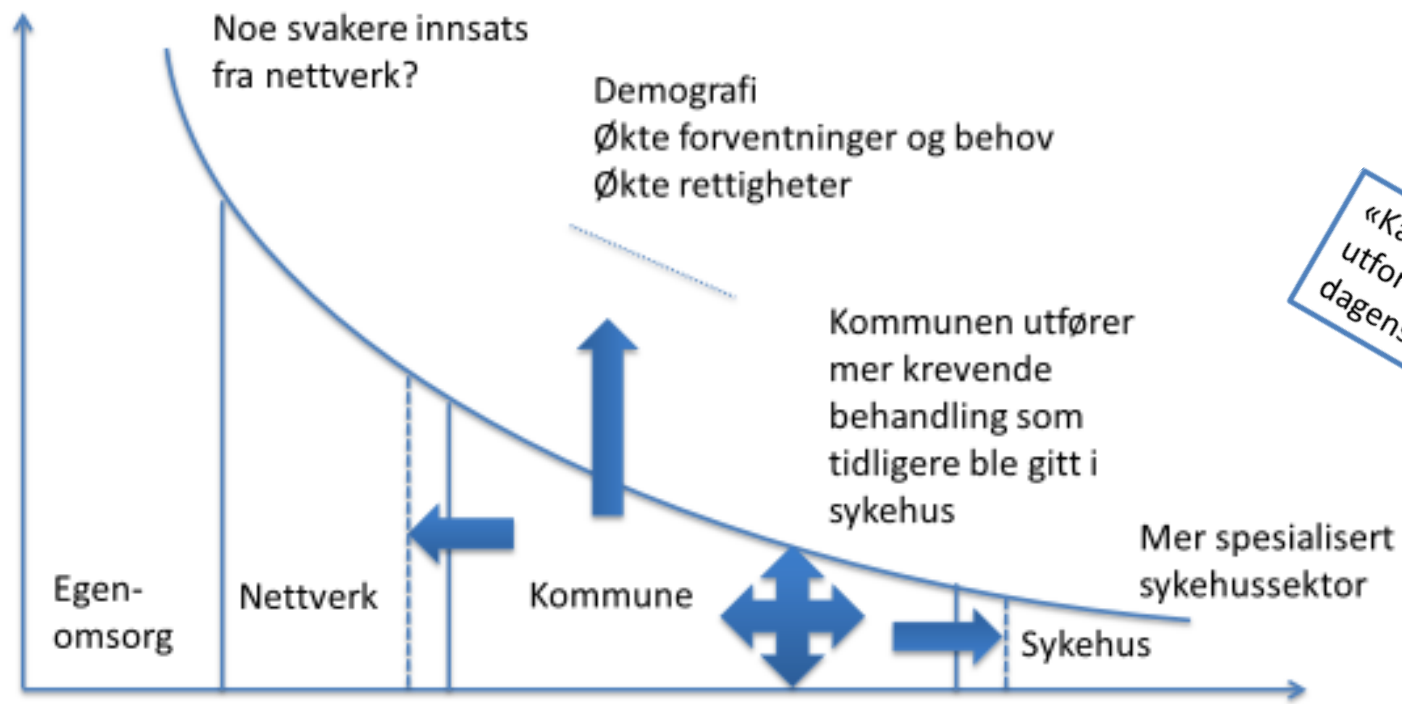 Noe svakere innsats
fra nettverk?
Demografi
Økte forventninger og behov
Økte rettigheter
Kommunen utfører
mer krevende
behandling som
tidligere ble gitt i
sykehus
Mer spesialisert
sykehussektor
Egen-
omsorg
Nettverk
Kommune
Sykehus